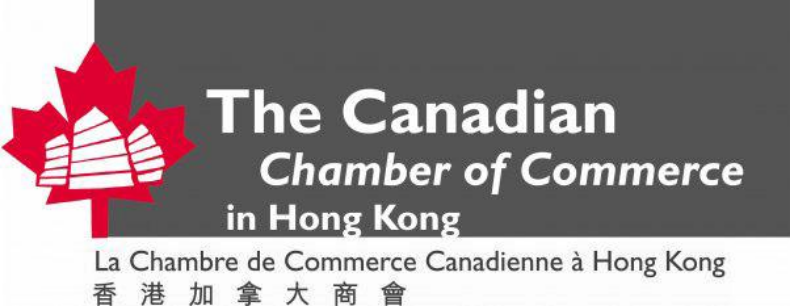 The Canadian
Chamber of Commerce
in Hong Kong
La Chambre de Commerce Canadienne à Hong Kong
香港加拿大商會